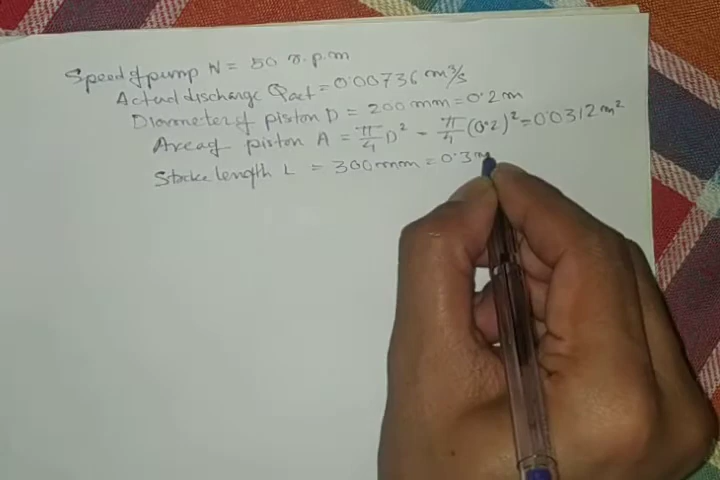 Speed of pump N = 50 r.p.m
Actual discharge Qact = 0.00736 m³/s
Diameter of piston D = 200 mm = 0.2 m
Area of piston A = π/4 D² = π/4 (0.2)² = 0.0312 m²
Stroke length L = 300 mm = 0.3 m